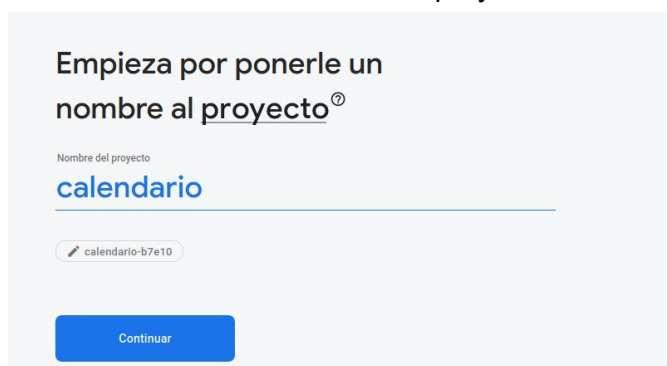 Empieza por ponerle un
nombre al proyecto
Nombre del proyecto
calendario
calendario-b7e10
Continuar